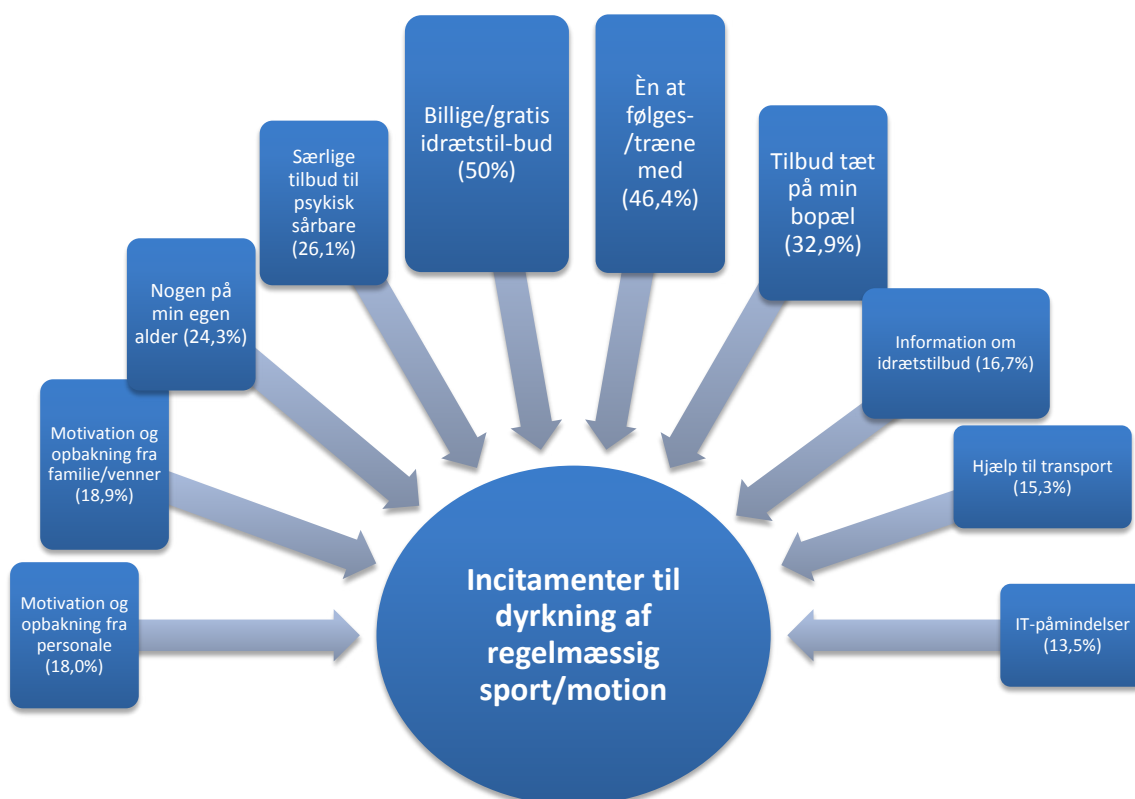 Billige/gratis
idrætstil-bud
(50%)
Èn at
følges-
/træne
med
(46,4%)
Særlige
tilbud til
psykisk
sårbare
(26,1%)
Tilbud tæt
på min
bopæl
(32,9%)
Nogen på
min egen
alder (24,3%)
Information om
idrætstilbud (16,7%)
Motivation og
opbakning fra
familie/venner
(18,9%)
Hjælp til transport
(15,3%)
Motivation og
opbakning fra
personale
(18,0%)
IT-påmindelser
(13,5%)
Incitamenter til
dyrkning af
regelmæssig
sport/motion